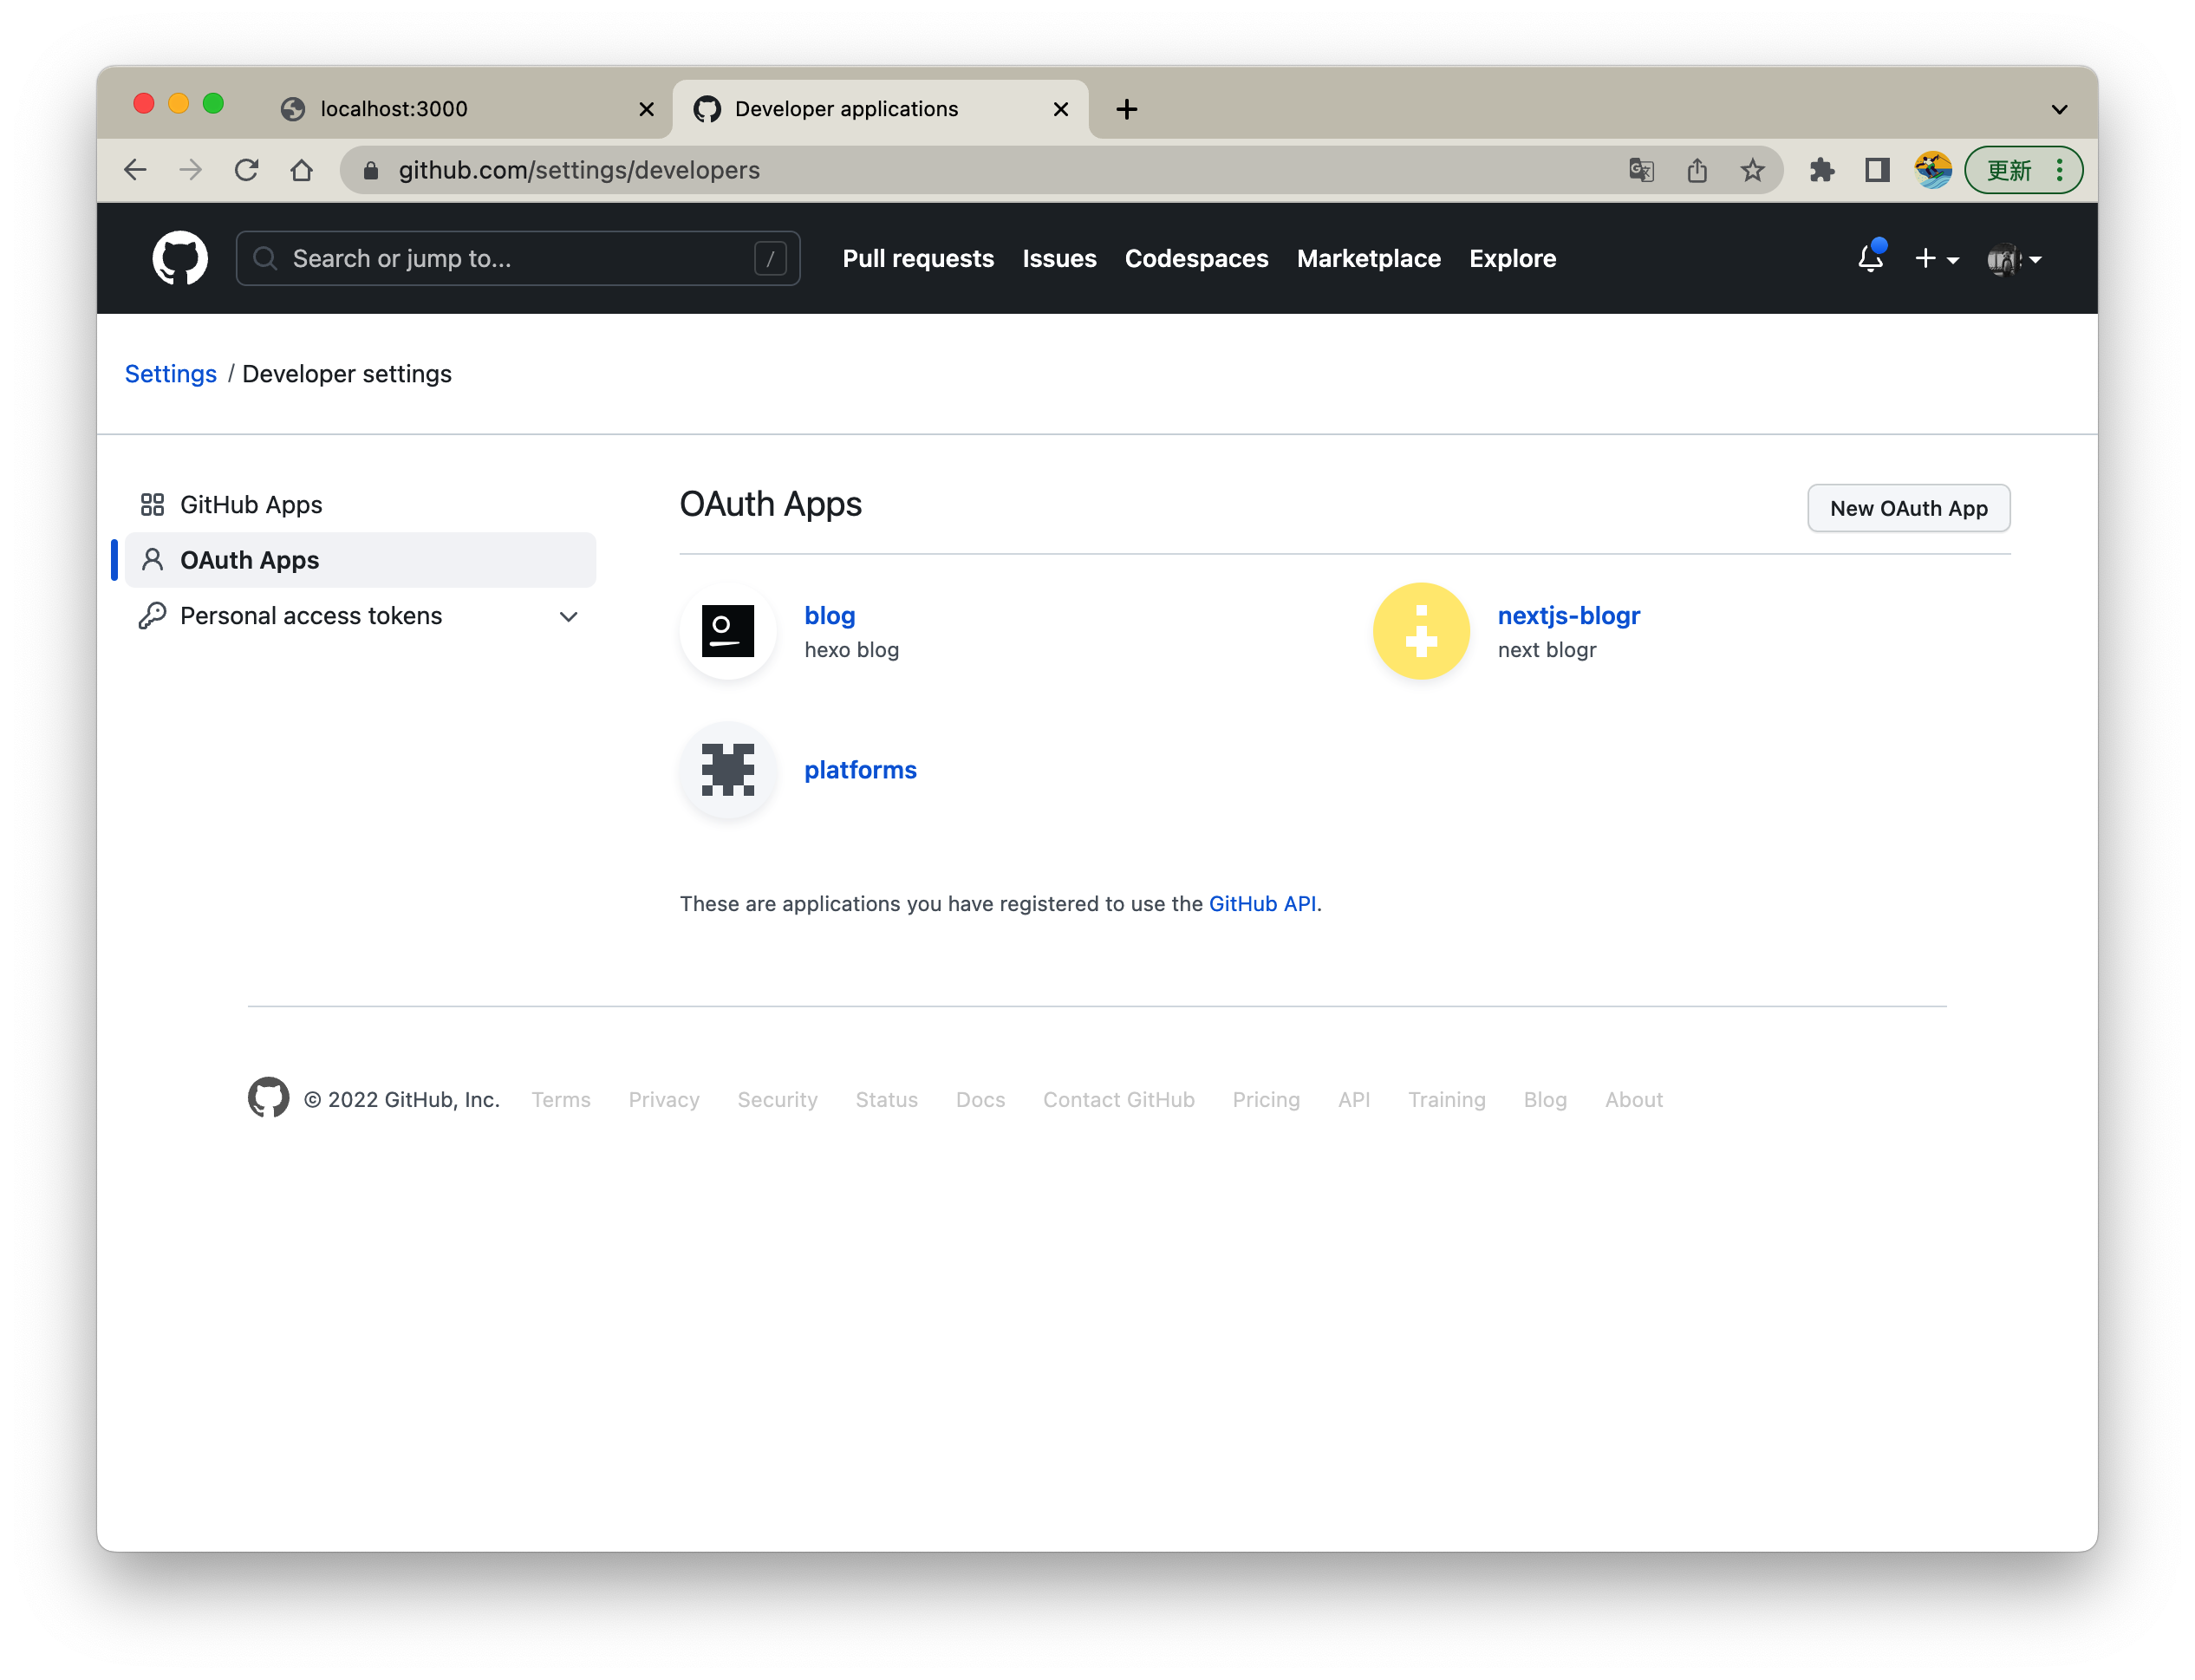 localhost:3000
Developer applications
github.com/settings/developers
更新
Search or jump to...
/
Pull requests Issues Codespaces Marketplace Explore
Settings / Developer settings
GitHub Apps
OAuth Apps
Personal access tokens
OAuth Apps
New OAuth App
blog
hexo blog
nextjs-blogr
next blogr
platforms
These are applications you have registered to use the GitHub API.
© 2022 GitHub, Inc. Terms Privacy Security Status Docs Contact GitHub Pricing API Training Blog About